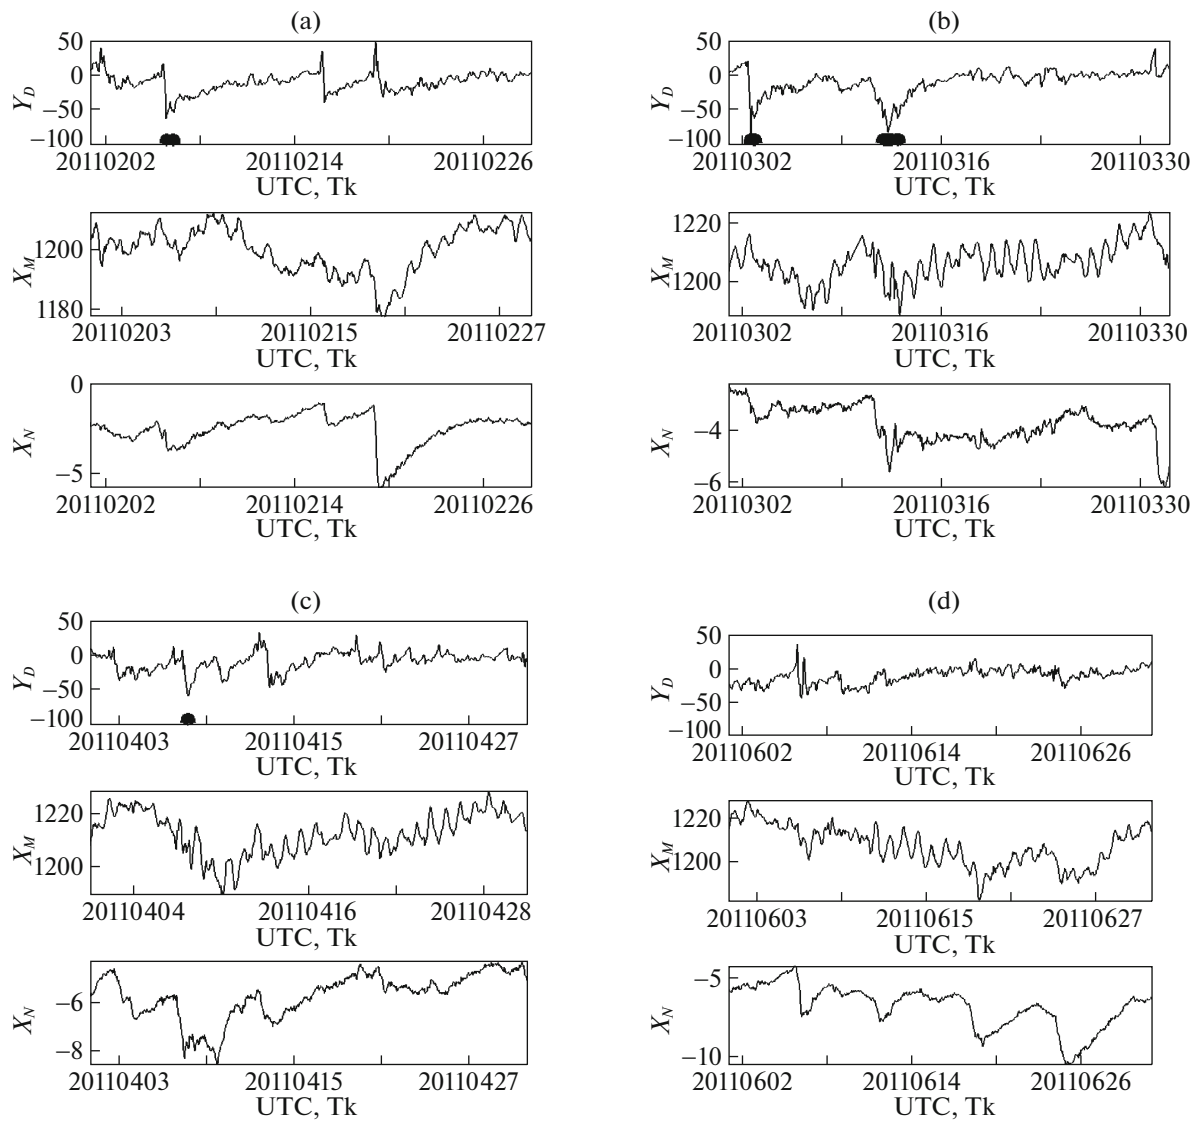 (a)
50
0
−50
−100
Y_D
20110202 20110214 20110226
UTC, Tk
1200
1180
X_M
20110203 20110215 20110227
UTC, Tk
0
−5
X_N
20110202 20110214 20110226
UTC, Tk
(b)
50
0
−50
−100
Y_D
20110302 20110316 20110330
UTC, Tk
1220
1200
X_M
20110302 20110316 20110330
UTC, Tk
−4
−6
X_N
20110302 20110316 20110330
UTC, Tk
(c)
50
0
−50
−100
Y_D
20110403 20110415 20110427
UTC, Tk
1220
1200
X_M
20110404 20110416 20110428
UTC, Tk
−6
−8
X_N
20110403 20110415 20110427
UTC, Tk
(d)
50
0
−50
−100
Y_D
20110602 20110614 20110626
UTC, Tk
1220
1200
X_M
20110603 20110615 20110627
UTC, Tk
−5
−10
X_N
20110602 20110614 20110626
UTC, Tk